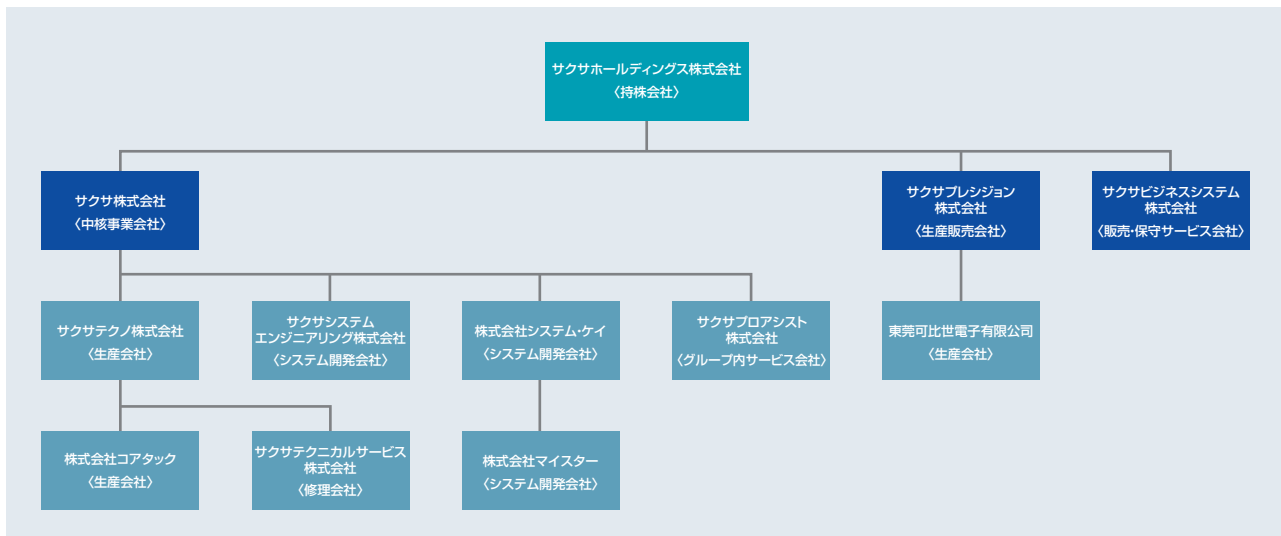 サクサホールディングス株式会社
〈持株会社〉
サクサ株式会社
〈中核事業会社〉
サクサプレシジョン
株式会社
〈生産販売会社〉
サクサビジネスシステム
株式会社
〈販売・保守サービス会社〉
サクサテクノ株式会社
〈生産会社〉
サクサシステム
エンジニアリング株式会社
〈システム開発会社〉
株式会社システム・ケイ
〈システム開発会社〉
サクサプロアシスト
株式会社
〈グループ内サービス会社〉
東莞可比世電子有限公司
〈生産会社〉
株式会社コアタック
〈生産会社〉
サクサテクニカルサービス
株式会社
〈修理会社〉
株式会社マイスター
〈システム開発会社〉